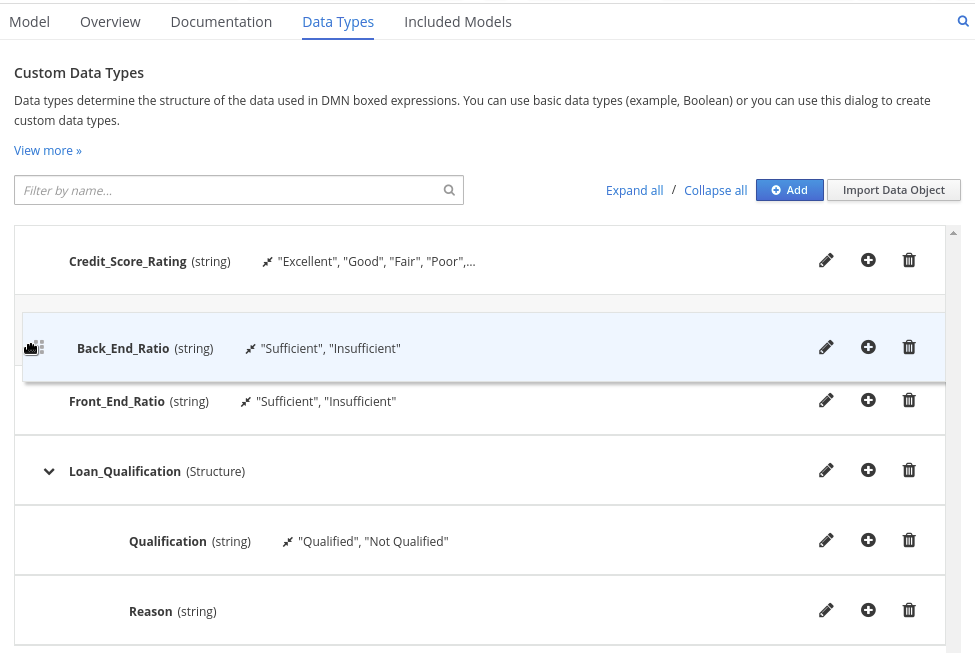 Model Overview Documentation Data Types Included Models
Custom Data Types
Data types determine the structure of the data used in DMN boxed expressions. You can use basic data types (example, Boolean) or you can use this dialog to create
custom data types.
View more »
Filter by name... Expand all / Collapse all Add Import Data Object
Credit_Score_Rating (string) "Excellent", "Good", "Fair", "Poor",...
Back_End_Ratio (string) "Sufficient", "Insufficient"
Front_End_Ratio (string) "Sufficient", "Insufficient"
Loan_Qualification (Structure)
Qualification (string) "Qualified", "Not Qualified"
Reason (string)